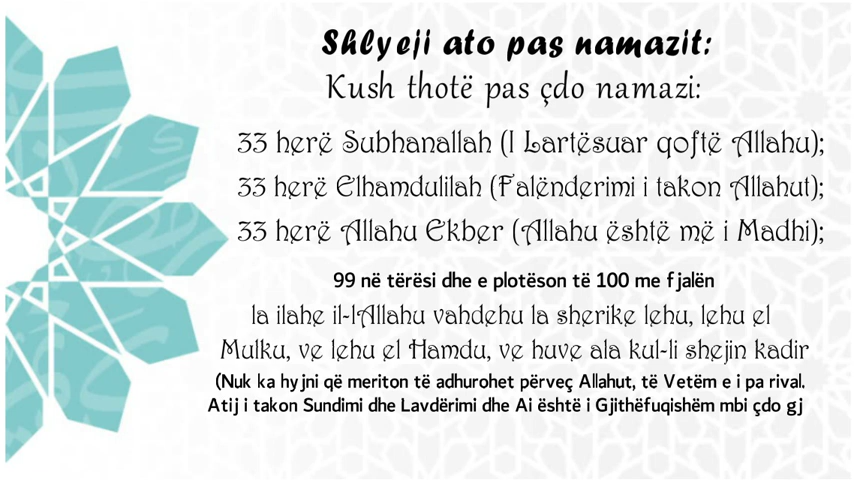 Shlyeji ato pas namazit:
Kush thotë pas çdo namazi:
33 herë Subhanallah (I Lartësuar qoftë Allahu);
33 herë Elhamdulilah (Falënderimi i takon Allahut);
33 herë Allahu Ekber (Allahu është më i Madhi);
99 në tërësi dhe e plotëson të 100 me fjalën
la ilahe il-lAllahu vahdehu la sherike lehu, lehu el
Mulku, ve lehu el Hamdu, ve huve ala kul-li shejin kadir
(Nuk ka hyjni që meriton të adhurohet përveç Allahut, të Vetëm e i pa rival.
Atij i takon Sundimi dhe Lavdërimi dhe Ai është i Gjithëfuqishëm mbi çdo gj